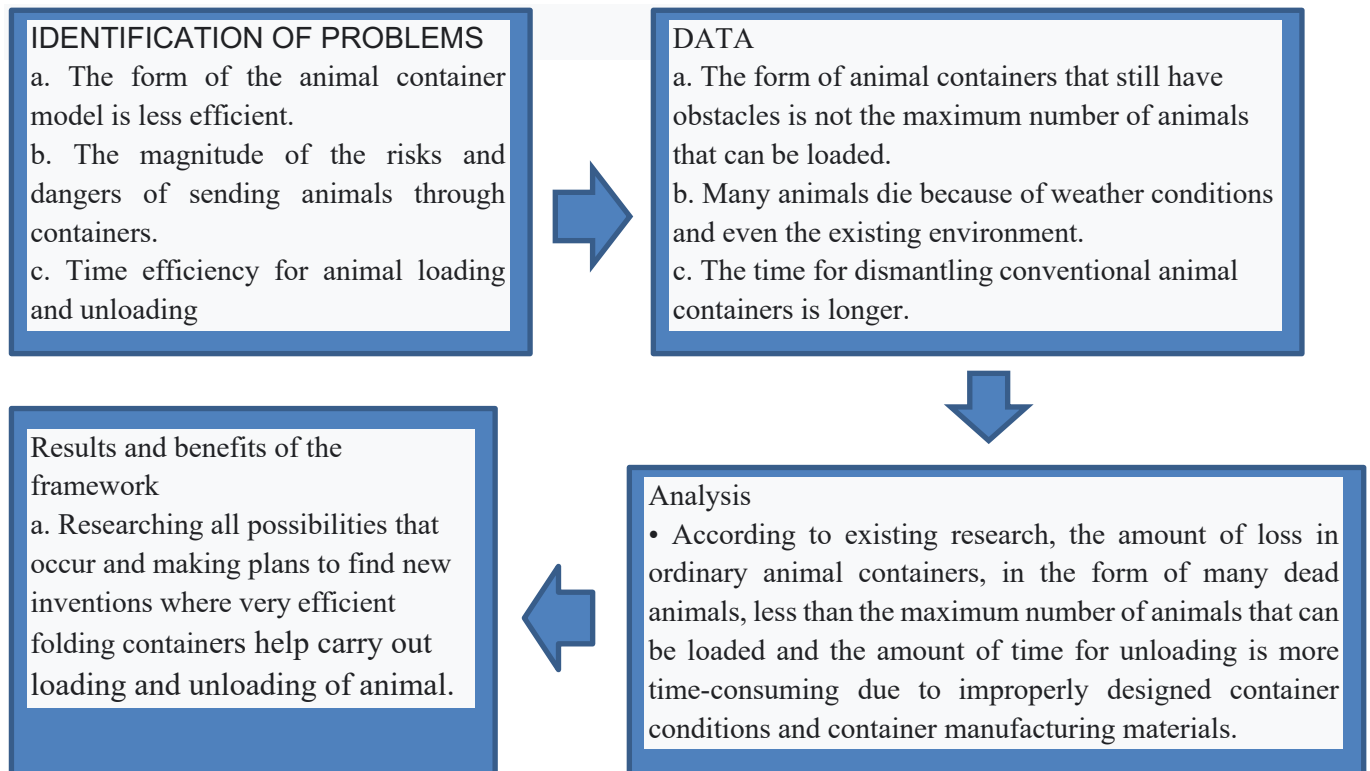 IDENTIFICATION OF PROBLEMS
a. The form of the animal container
model is less efficient.
b. The magnitude of the risks and
dangers of sending animals through
containers.
c. Time efficiency for animal loading
and unloading
DATA
a. The form of animal containers that still have
obstacles is not the maximum number of animals
that can be loaded.
b. Many animals die because of weather conditions
and even the existing environment.
c. The time for dismantling conventional animal
containers is longer.
Analysis
• According to existing research, the amount of loss in
ordinary animal containers, in the form of many dead
animals, less than the maximum number of animals that can
be loaded and the amount of time for unloading is more
time-consuming due to improperly designed container
conditions and container manufacturing materials.
Results and benefits of the
framework
a. Researching all possibilities that
occur and making plans to find new
inventions where very efficient
folding containers help carry out
loading and unloading of animal.